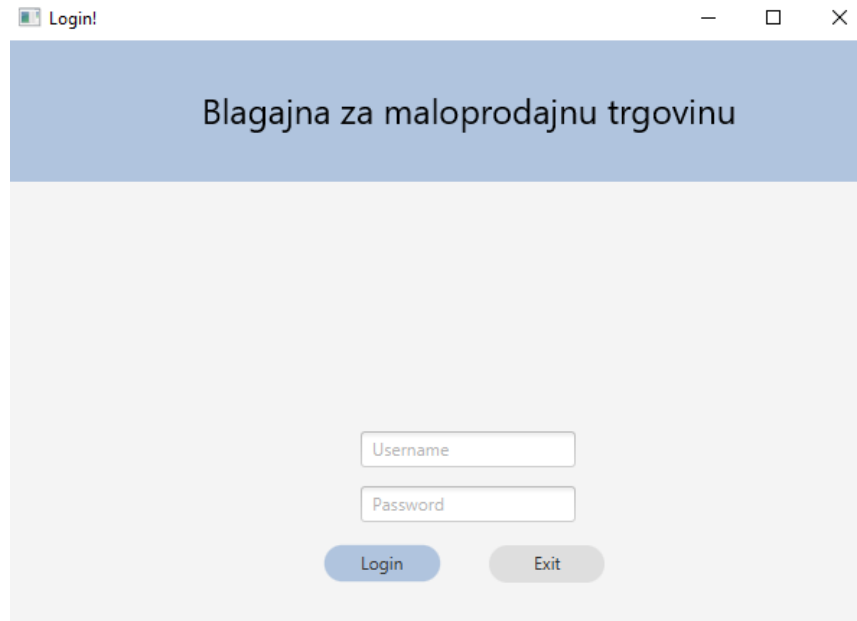 Login!
Blagajna za maloprodajnu trgovinu
Username
Password
Login Exit